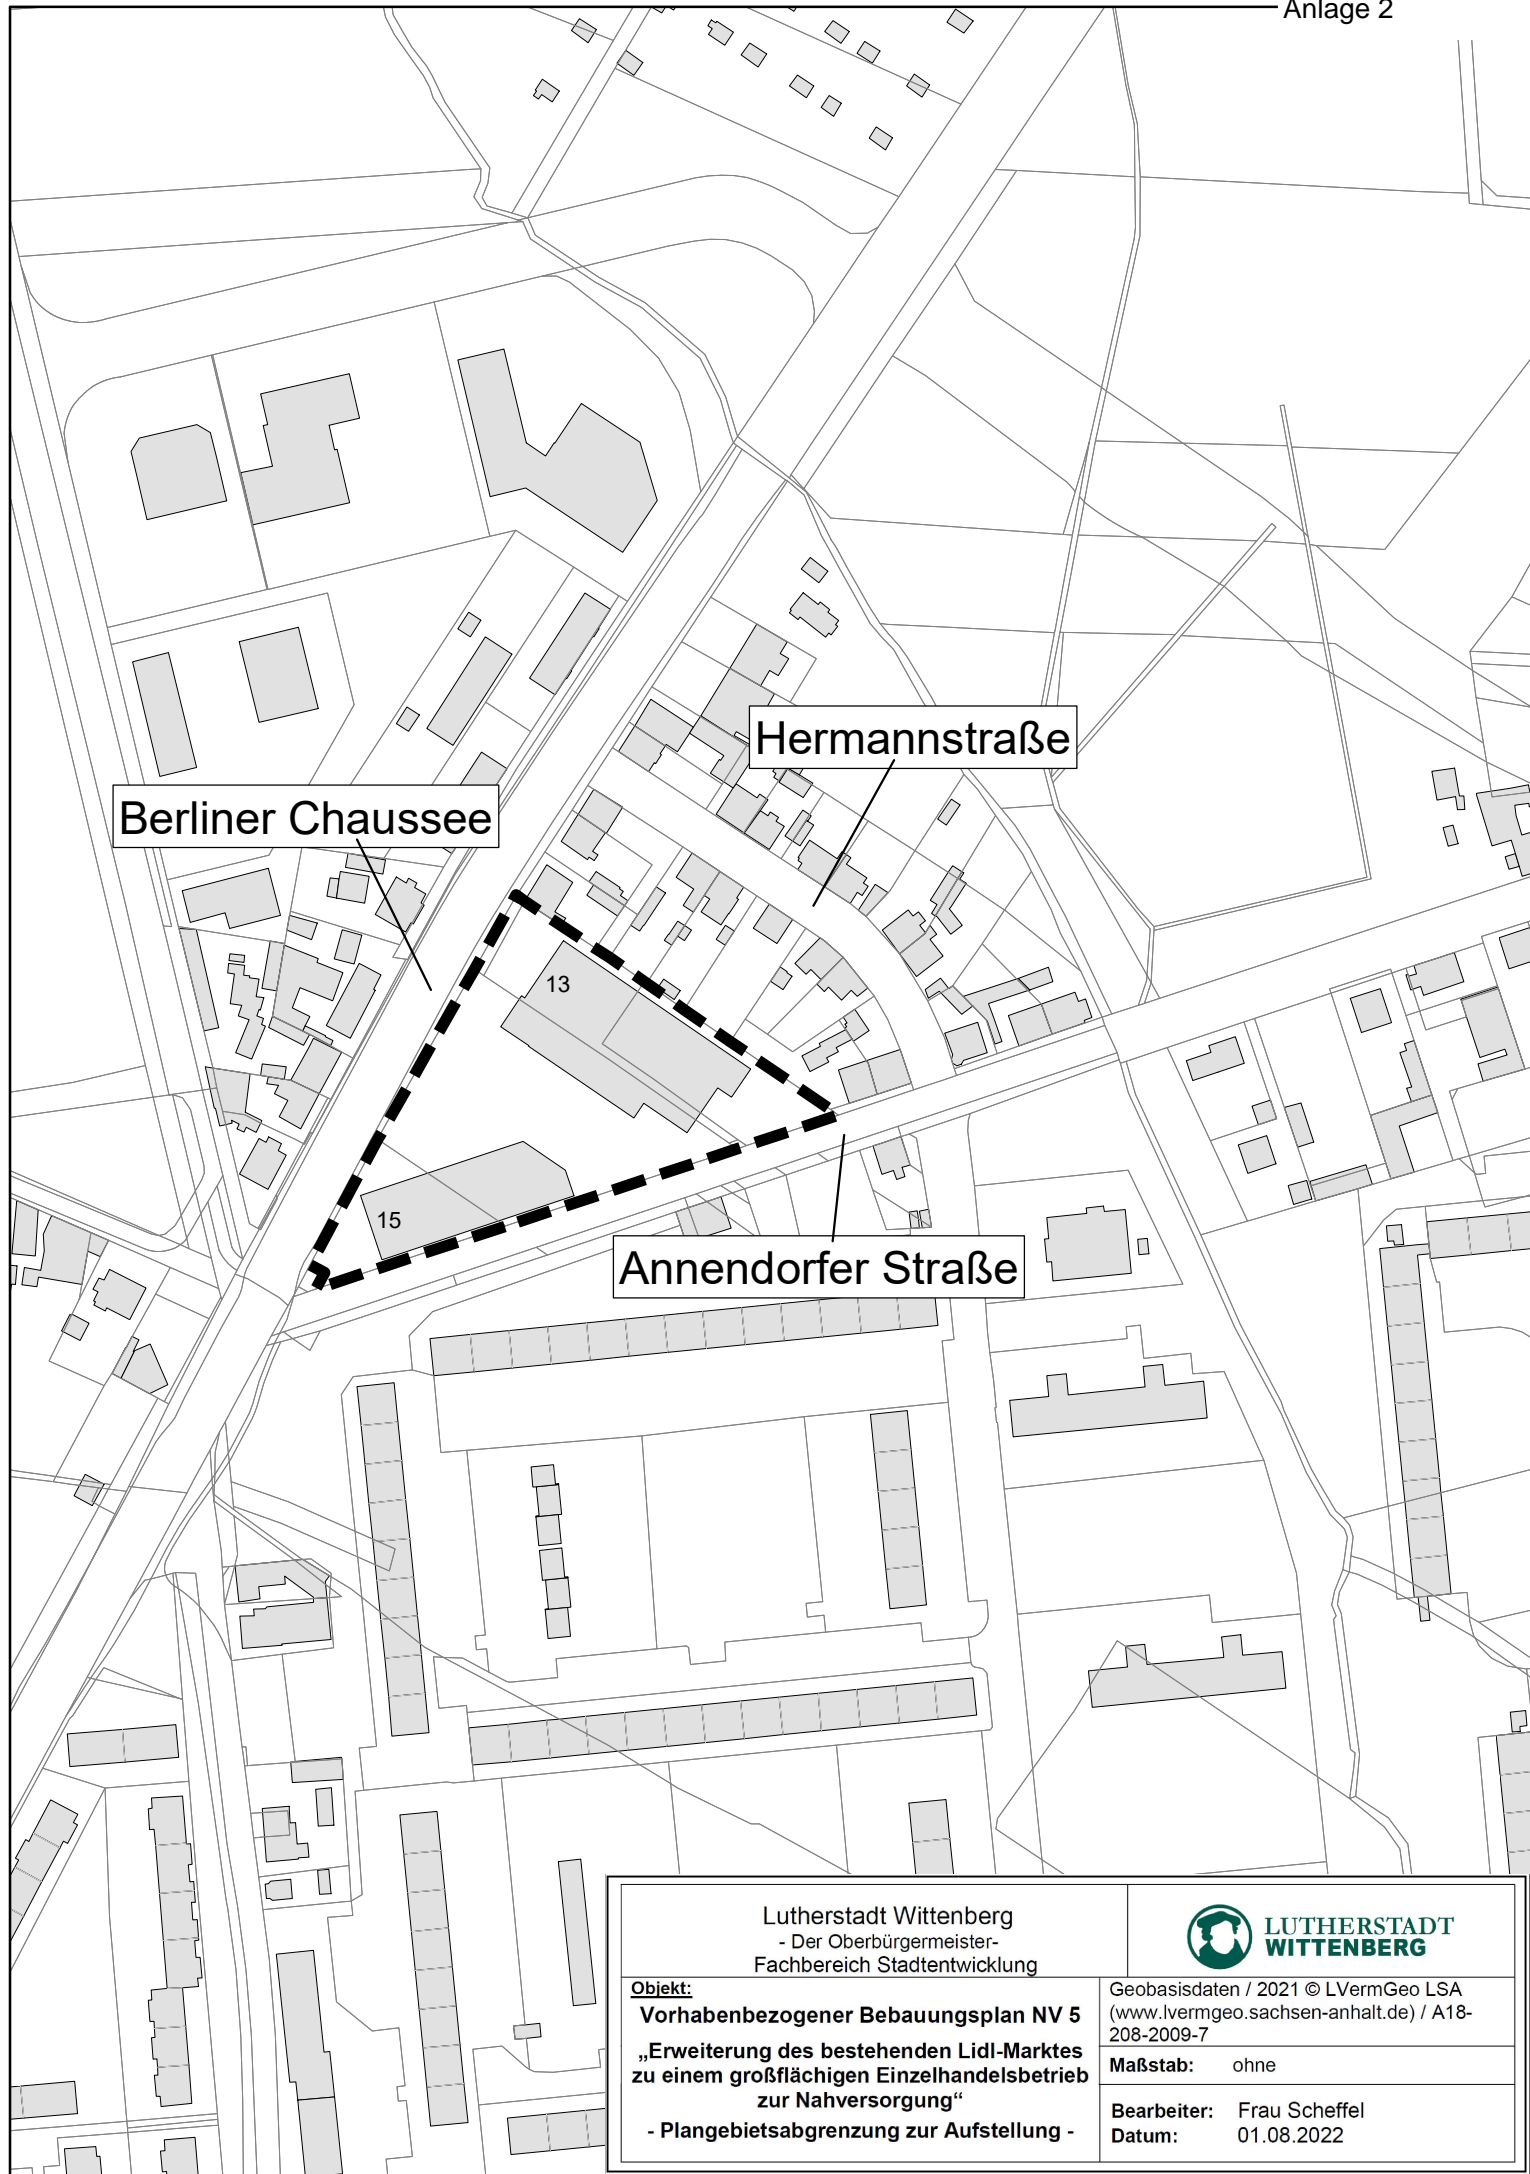 Anlage 2
Hermannstraße
Berliner Chaussee
13
15
Annendorfer Straße
Lutherstadt Wittenberg
- Der Oberbürgermeister-
Fachbereich Stadtentwicklung
LUTHERSTADT
WITTENBERG
Objekt:
Vorhabenbezogener Bebauungsplan NV 5
„Erweiterung des bestehenden Lidl-Marktes
zu einem großflächigen Einzelhandelsbetrieb
zur Nahversorgung“
- Plangebietsabgrenzung zur Aufstellung -
Geobasisdaten / 2021 © LVermGeo LSA
(www.lvermgeo.sachsen-anhalt.de) / A18-
208-2009-7
Maßstab: ohne
Bearbeiter: Frau Scheffel
Datum: 01.08.2022